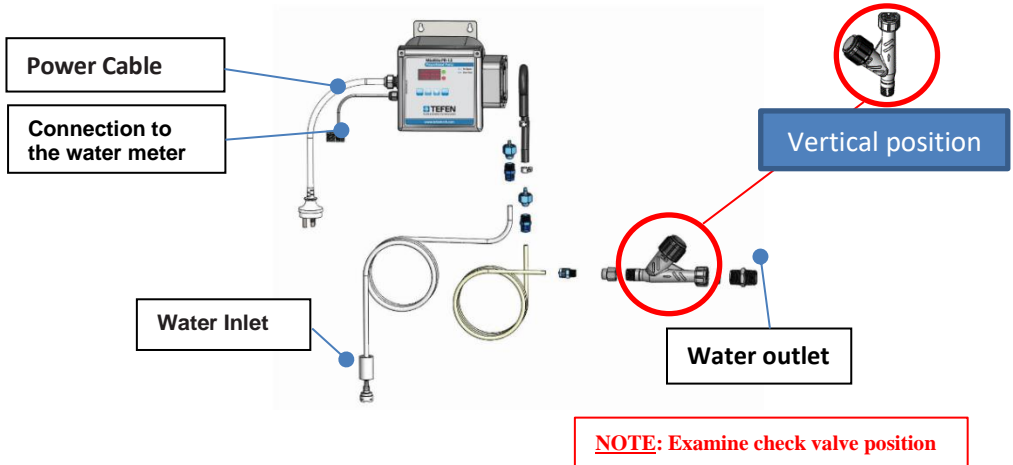 Power Cable
Connection to
the water meter
TEFEN
Vertical position
Water Inlet
Water outlet
NOTE: Examine check valve position